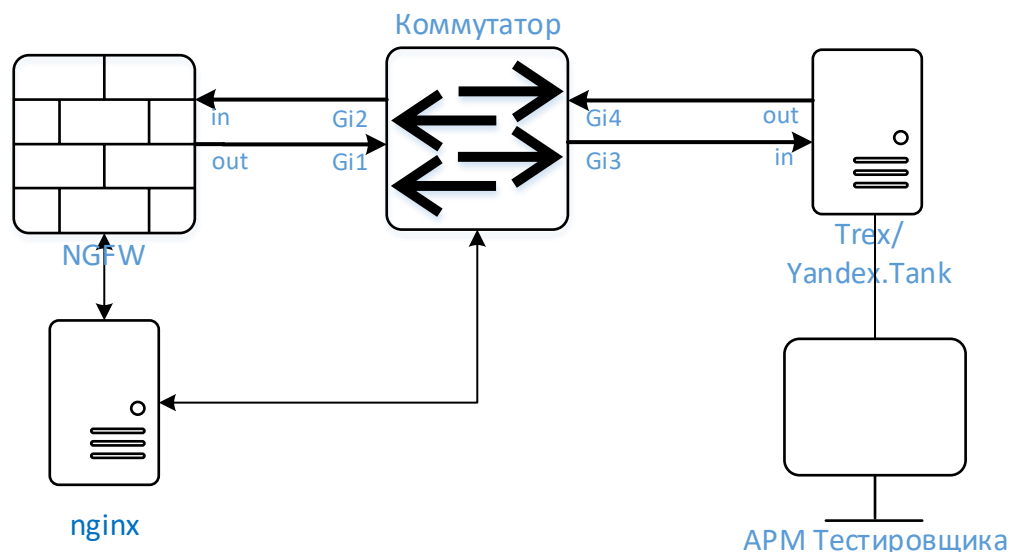 Коммутатор
in
Gi2
Gi4
out
out
Gi1
Gi3
in
NGFW
Trex/
Yandex.Tank
nginx
АРМ Тестировщика